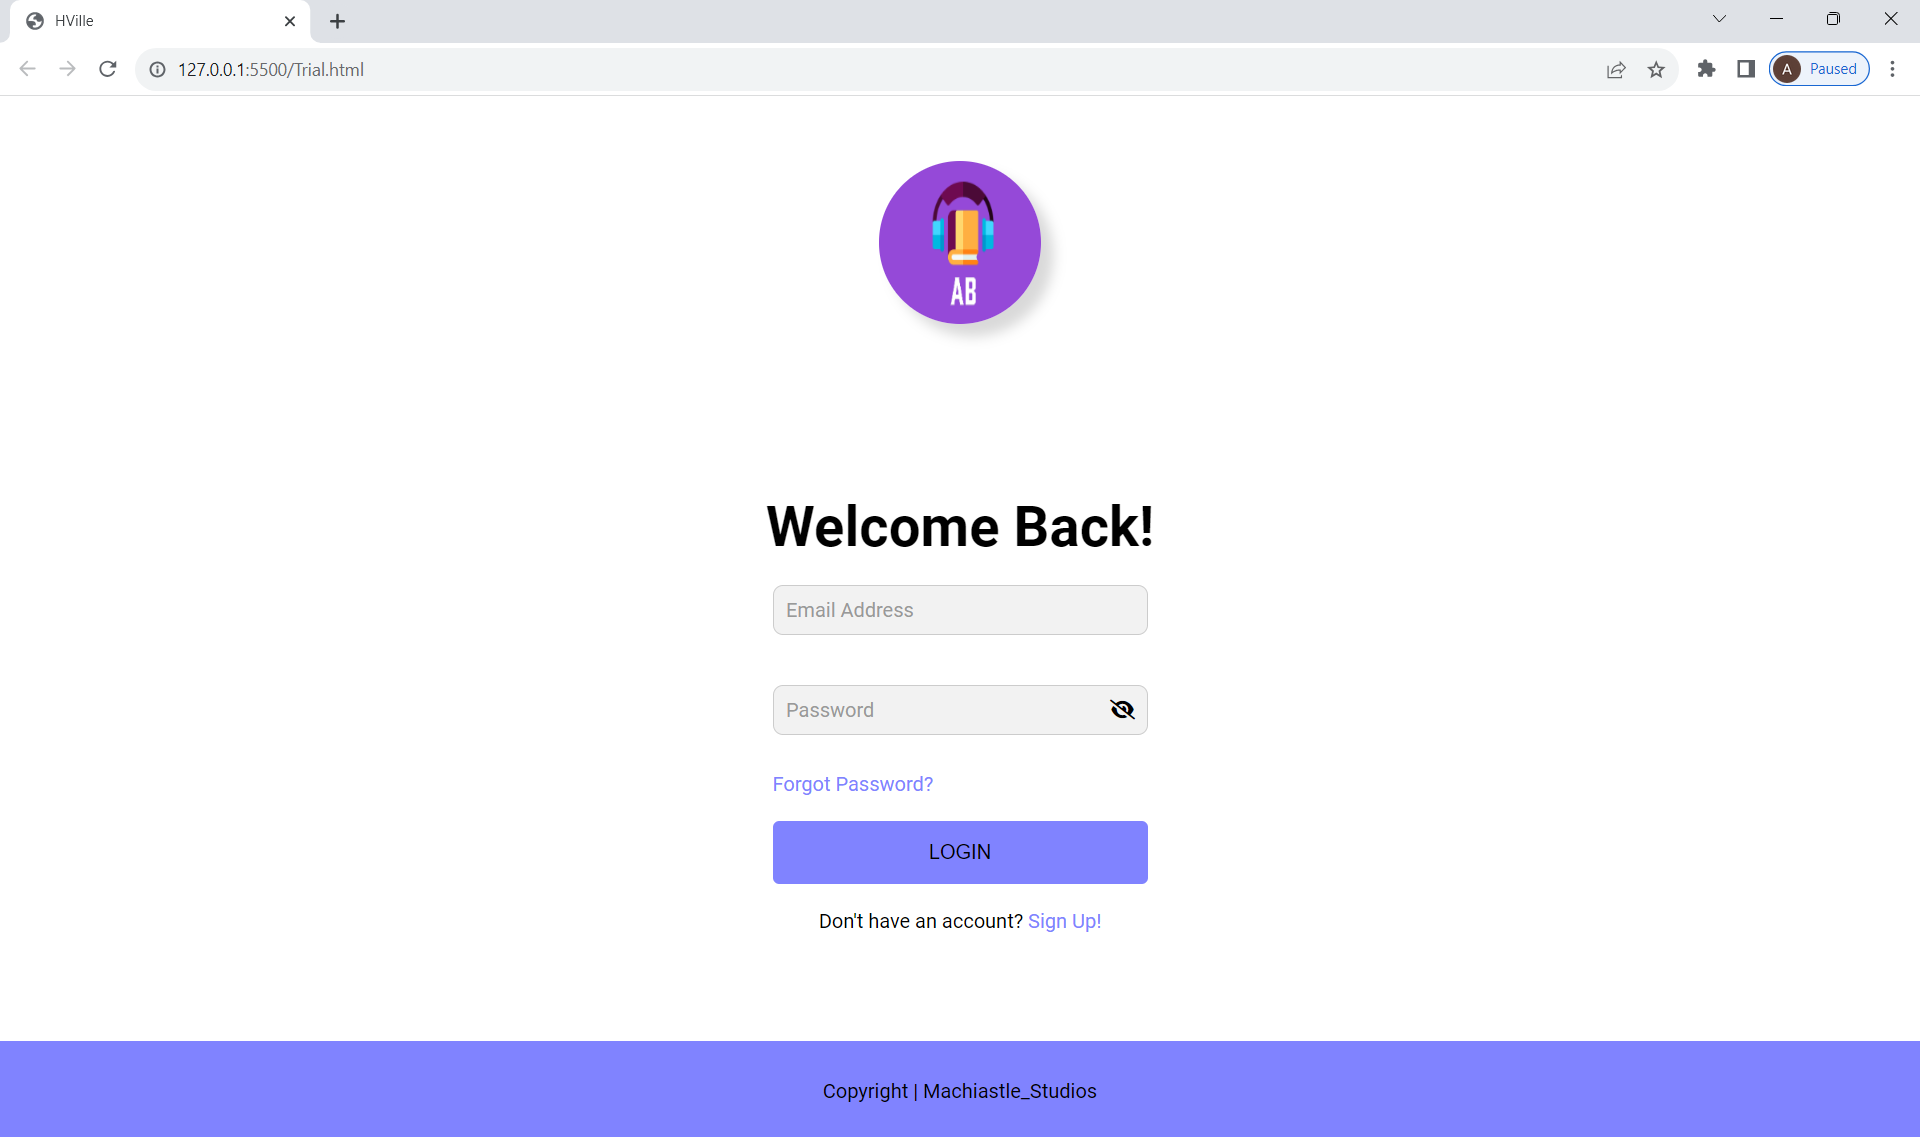 HVille
127.0.0.1:5500/Trial.html
A Paused
AB
Welcome Back!
Email Address
Password
Forgot Password?
LOGIN
Don't have an account? Sign Up!
Copyright | Machiastle_Studios